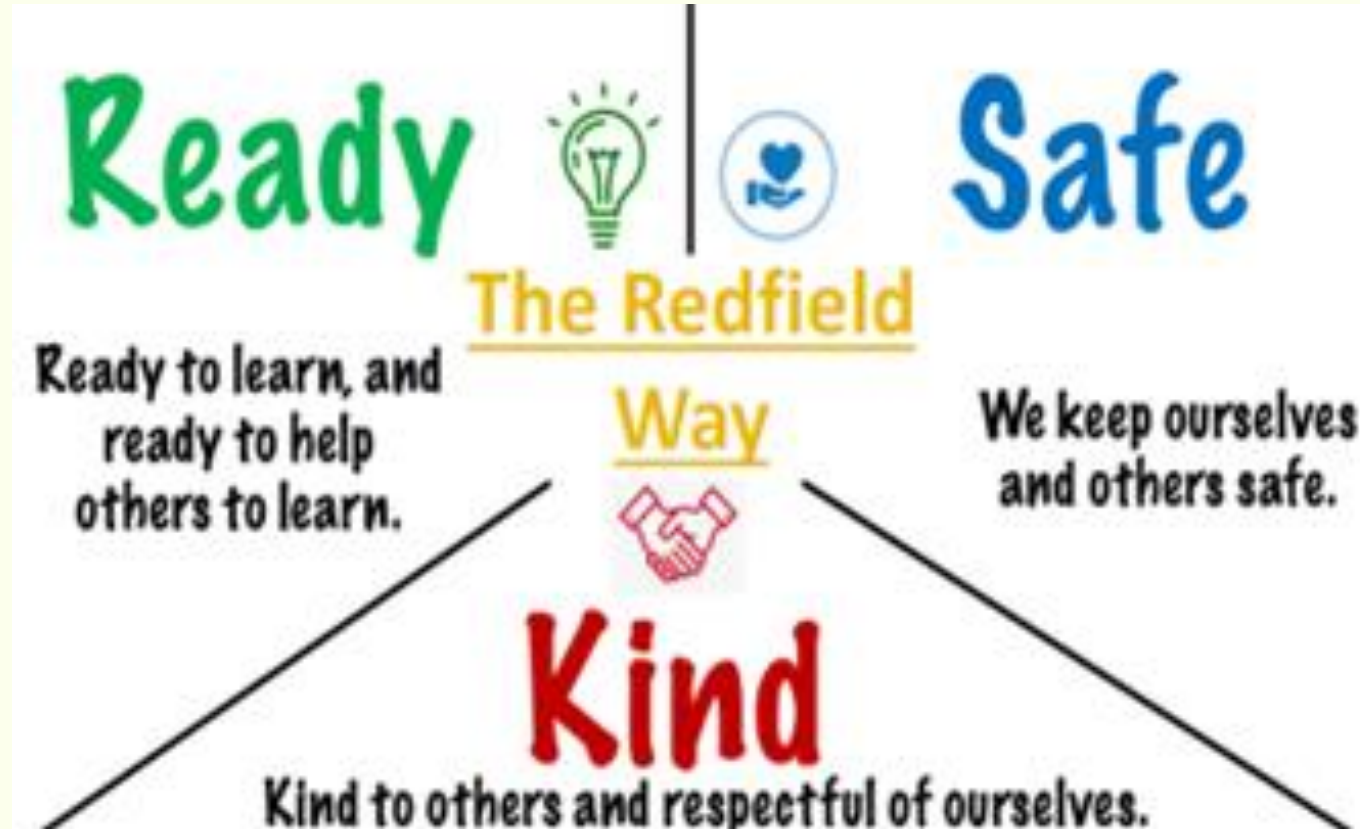 Ready
Safe
The Redfield
Way
Ready to learn, and
ready to help
others to learn.
We keep ourselves
and others safe.
Kind
Kind to others and respectful of ourselves.